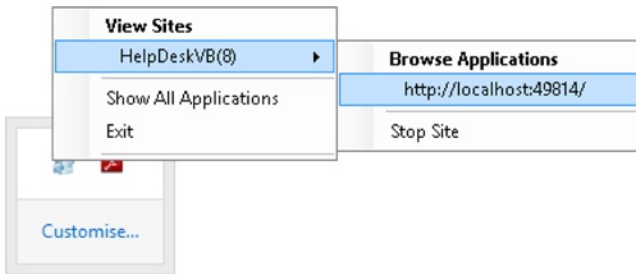 View Sites
HelpDeskVB(8)
Show All Applications
Exit
Browse Applications
http://localhost:49814/
Stop Site
Customise...